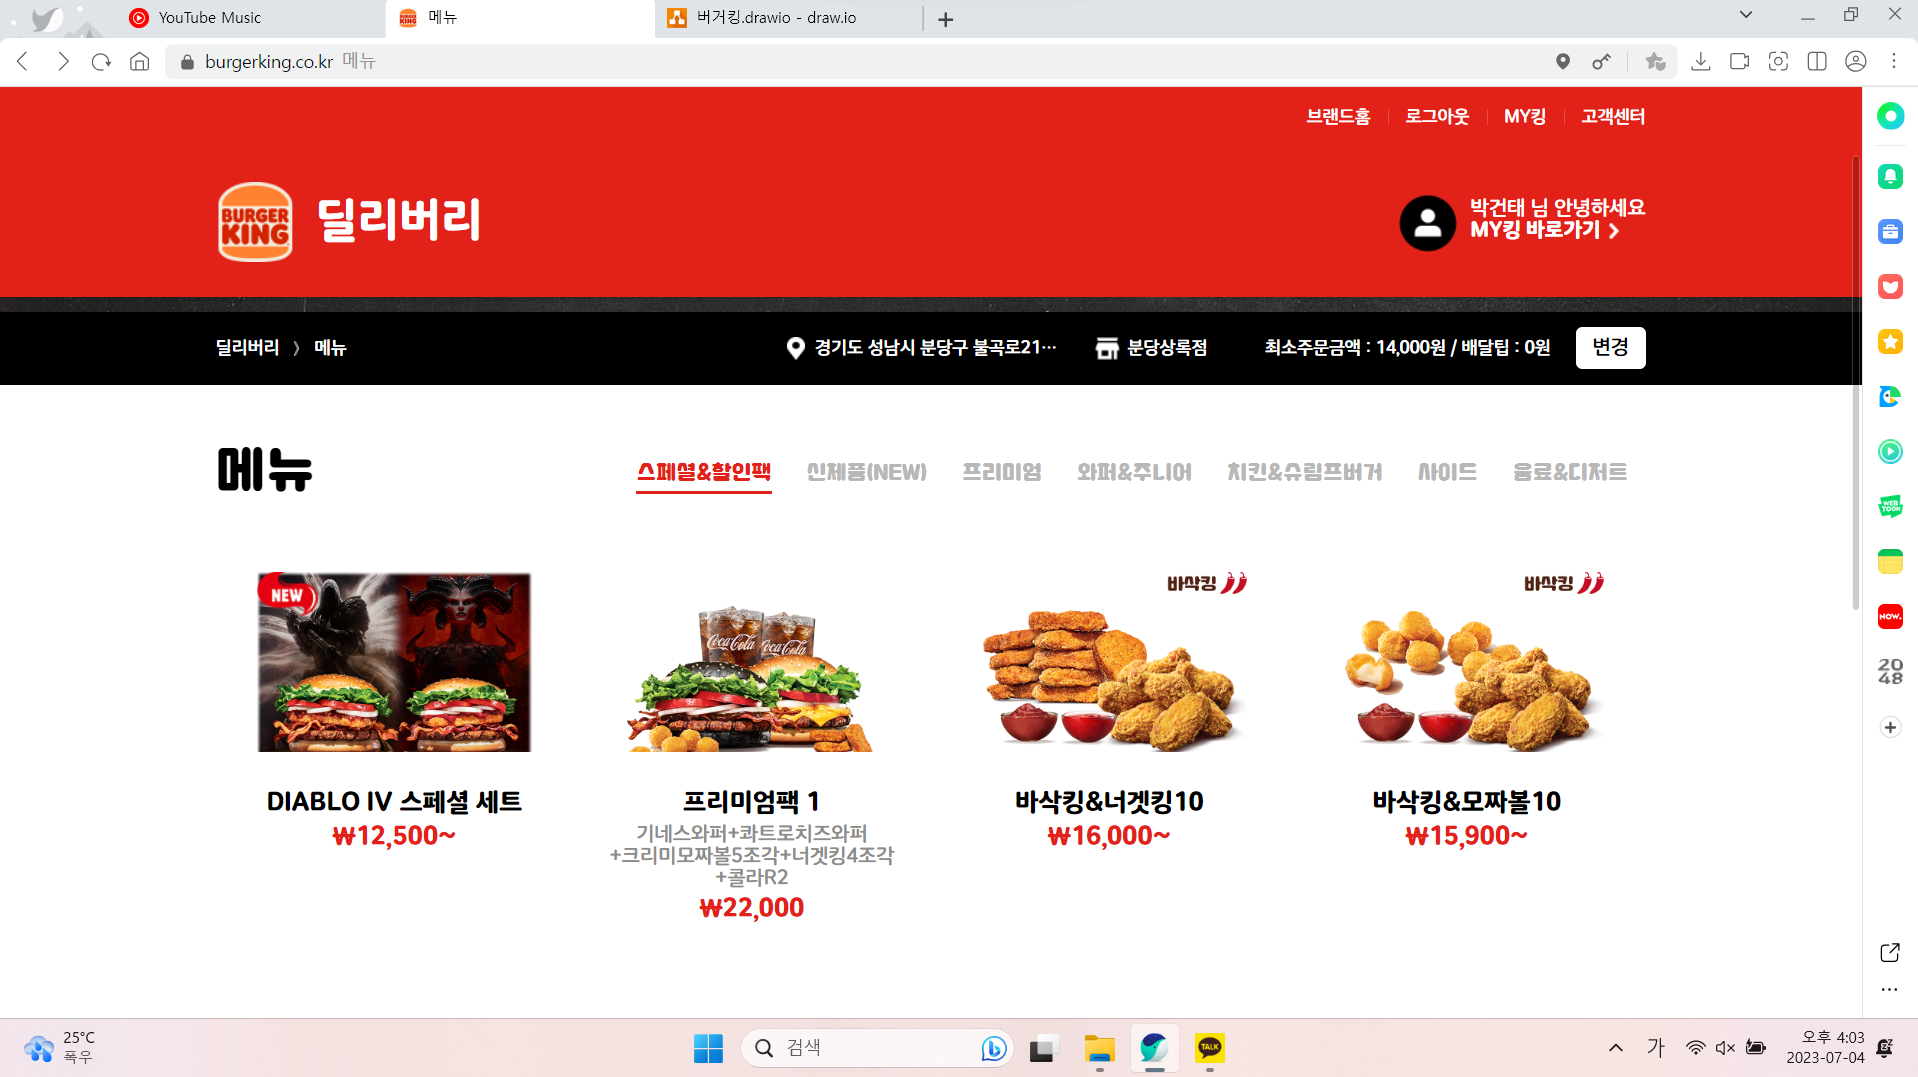 YouTube Music
메뉴
버거킹.drawio - draw.io
burgerking.co.kr 메뉴
브랜드홈
로그아웃
MY킹
고객센터
BURGER KING
딜리버리
박건태 님 안녕하세요
MY킹 바로가기
딜리버리 > 메뉴
경기도 성남시 분당구 불곡로21…
분당상록점
최소주문금액 : 14,000원 / 배달팁 : 0원
변경
메뉴
스페셜&할인팩
신제품(NEW)
프리미엄
와퍼&주니어
치킨&슈림프버거
사이드
음료&디저트
NEW
Coca-Cola
Coca-Cola
바삭킹
바삭킹
DIABLO IV 스페셜 세트
₩12,500~
프리미엄팩 1
기네스와퍼+콰트로치즈와퍼
+크리미모짜볼5조각+너겟킹4조각
+콜라R2
₩22,000
바삭킹&너겟킹10
₩16,000~
바삭킹&모짜볼10
₩15,900~
WEB
TOON
NOW.
20
48
25°C
폭우
검색
TALK
가
오후 4:03
2023-07-04